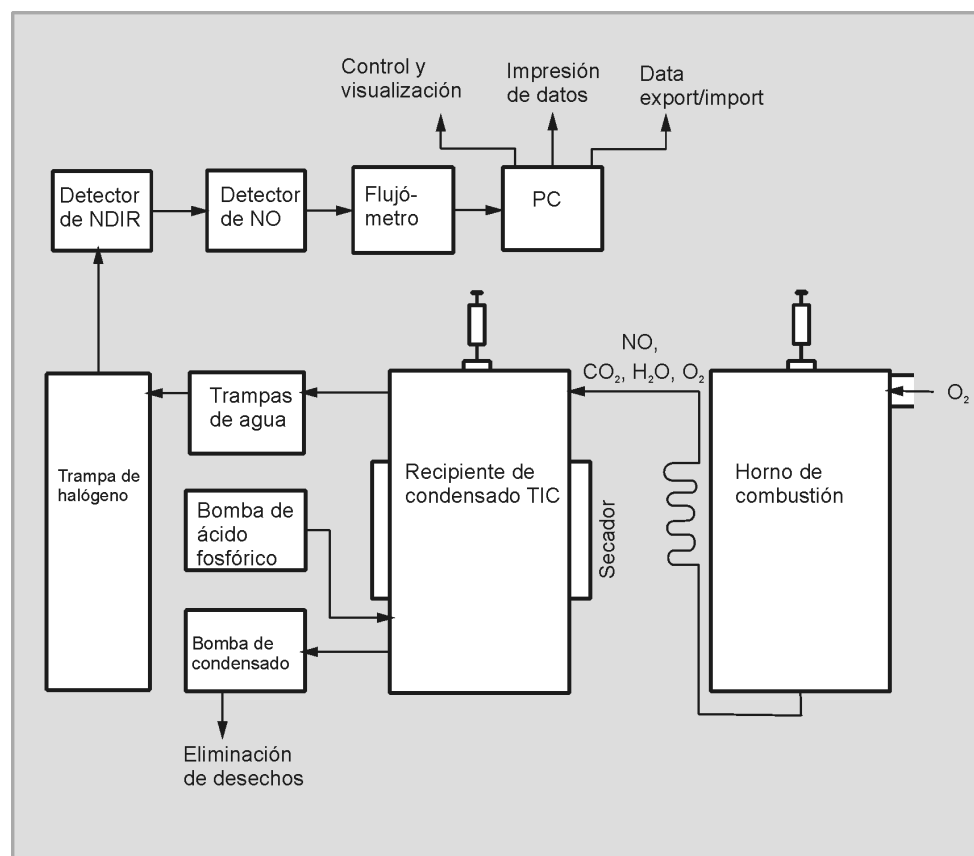 Control y
visualización
Impresión
de datos
Data
export/import
Detector
de NDIR
Detector
de NO
Flujó-
metro
PC
NO,
CO₂, H₂O, O₂
O₂
Trampas
de agua
Trampa de
halógeno
Recipiente de
condensado TIC
Secador
Horno de
combustión
Bomba de
ácido
fosfórico
Bomba de
condensado
Eliminación
de desechos